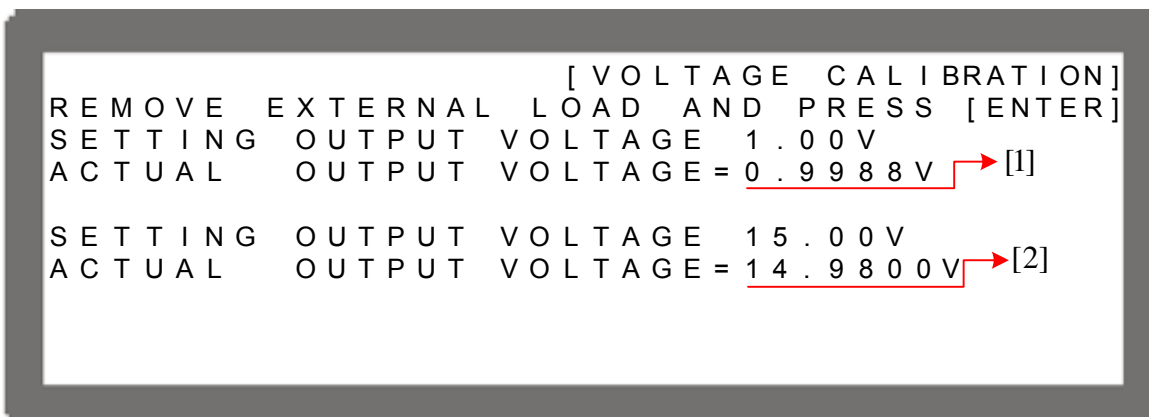 [VOLTAGE CALIBRATION]
REMOVE EXTERNAL LOAD AND PRESS [ENTER]
SETTING OUTPUT VOLTAGE 1.00V
ACTUAL OUTPUT VOLTAGE=0.9988V [1]
SETTING OUTPUT VOLTAGE 15.00V
ACTUAL OUTPUT VOLTAGE=14.9800V [2]